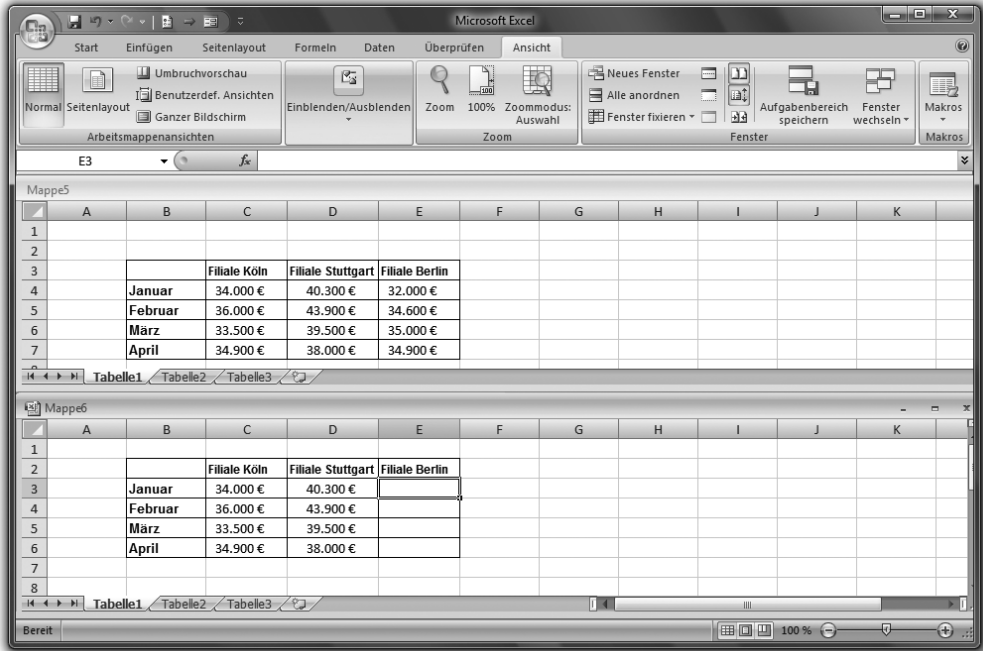 Microsoft Excel
Start Einfügen Seitenlayout Formeln Daten Überprüfen Ansicht
Normal Seitenlayout
Umbruchvorschau
Benutzerdef. Ansichten
Ganzer Bildschirm
Arbeitsmappenansichten
Einblenden/Ausblenden
Zoom 100% Zoommodus: Auswahl
Zoom
Neues Fenster
Alle anordnen
Fenster fixieren
Aufgabenbereich speichern
Fenster wechseln
Fenster
Makros
Makros
E3 fx
Mappe5
A B C D E F G H I J K
1
2
3 Filiale Köln Filiale Stuttgart Filiale Berlin
4 Januar 34.000 € 40.300 € 32.000 €
5 Februar 36.000 € 43.900 € 34.600 €
6 März 33.500 € 39.500 € 35.000 €
7 April 34.900 € 38.000 € 34.900 €
Tabelle1 Tabelle2 Tabelle3
Mappe6
A B C D E F G H I J K
1
2 Filiale Köln Filiale Stuttgart Filiale Berlin
3 Januar 34.000 € 40.300 €
4 Februar 36.000 € 43.900 €
5 März 33.500 € 39.500 €
6 April 34.900 € 38.000 €
7
8
Tabelle1 Tabelle2 Tabelle3
Bereit 100 %